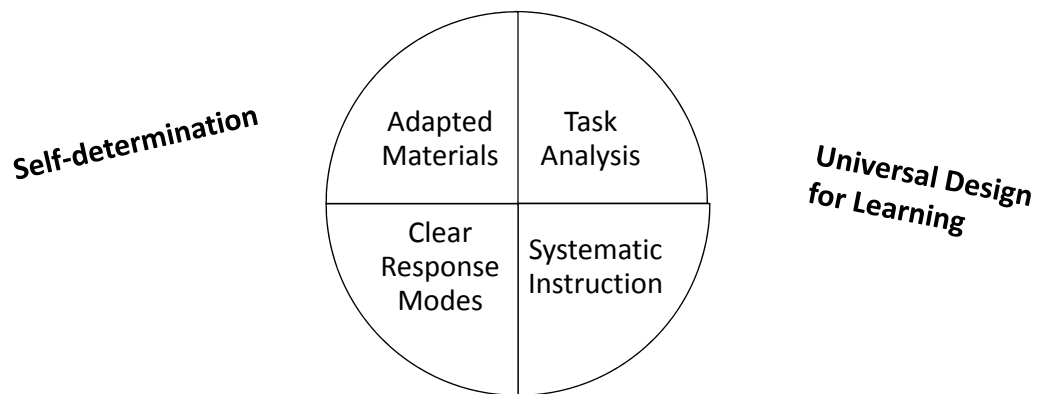 Self-determination
Adapted
Materials
Task
Analysis
Clear
Response
Modes
Systematic
Instruction
Universal Design
for Learning